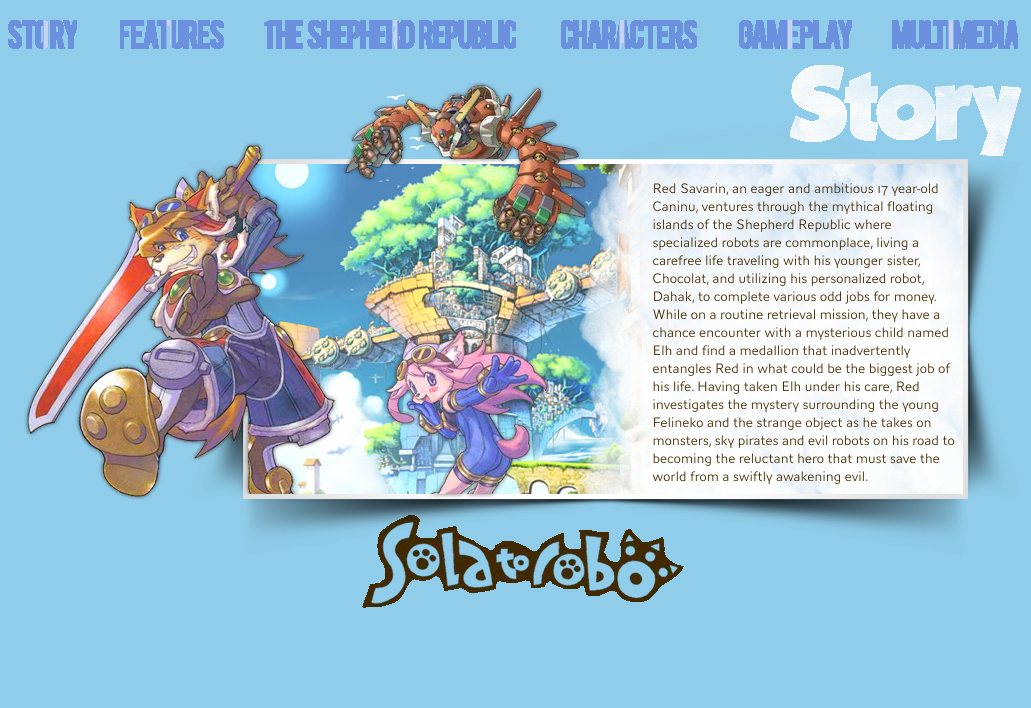 STORY FEATURES THE SHEPHERD REPUBLIC CHARACTERS GAMEPLAY MULTIMEDIA
Story
Red Savarin, an eager and ambitious 17 year-old
Caninu, ventures through the mythical floating
islands of the Shepherd Republic where
specialized robots are commonplace, living a
carefree life traveling with his younger sister,
Chocolat, and utilizing his personalized robot,
Dahak, to complete various odd jobs for money.
While on a routine retrieval mission, they have a
chance encounter with a mysterious child named
Elh and find a medallion that inadvertently
entangles Red in what could be the biggest job of
his life. Having taken Elh under his care, Red
investigates the mystery surrounding the young
Felineko and the strange object as he takes on
monsters, sky pirates and evil robots on his road to
becoming the reluctant hero that must save the
world from a swiftly awakening evil.
Solatorobo